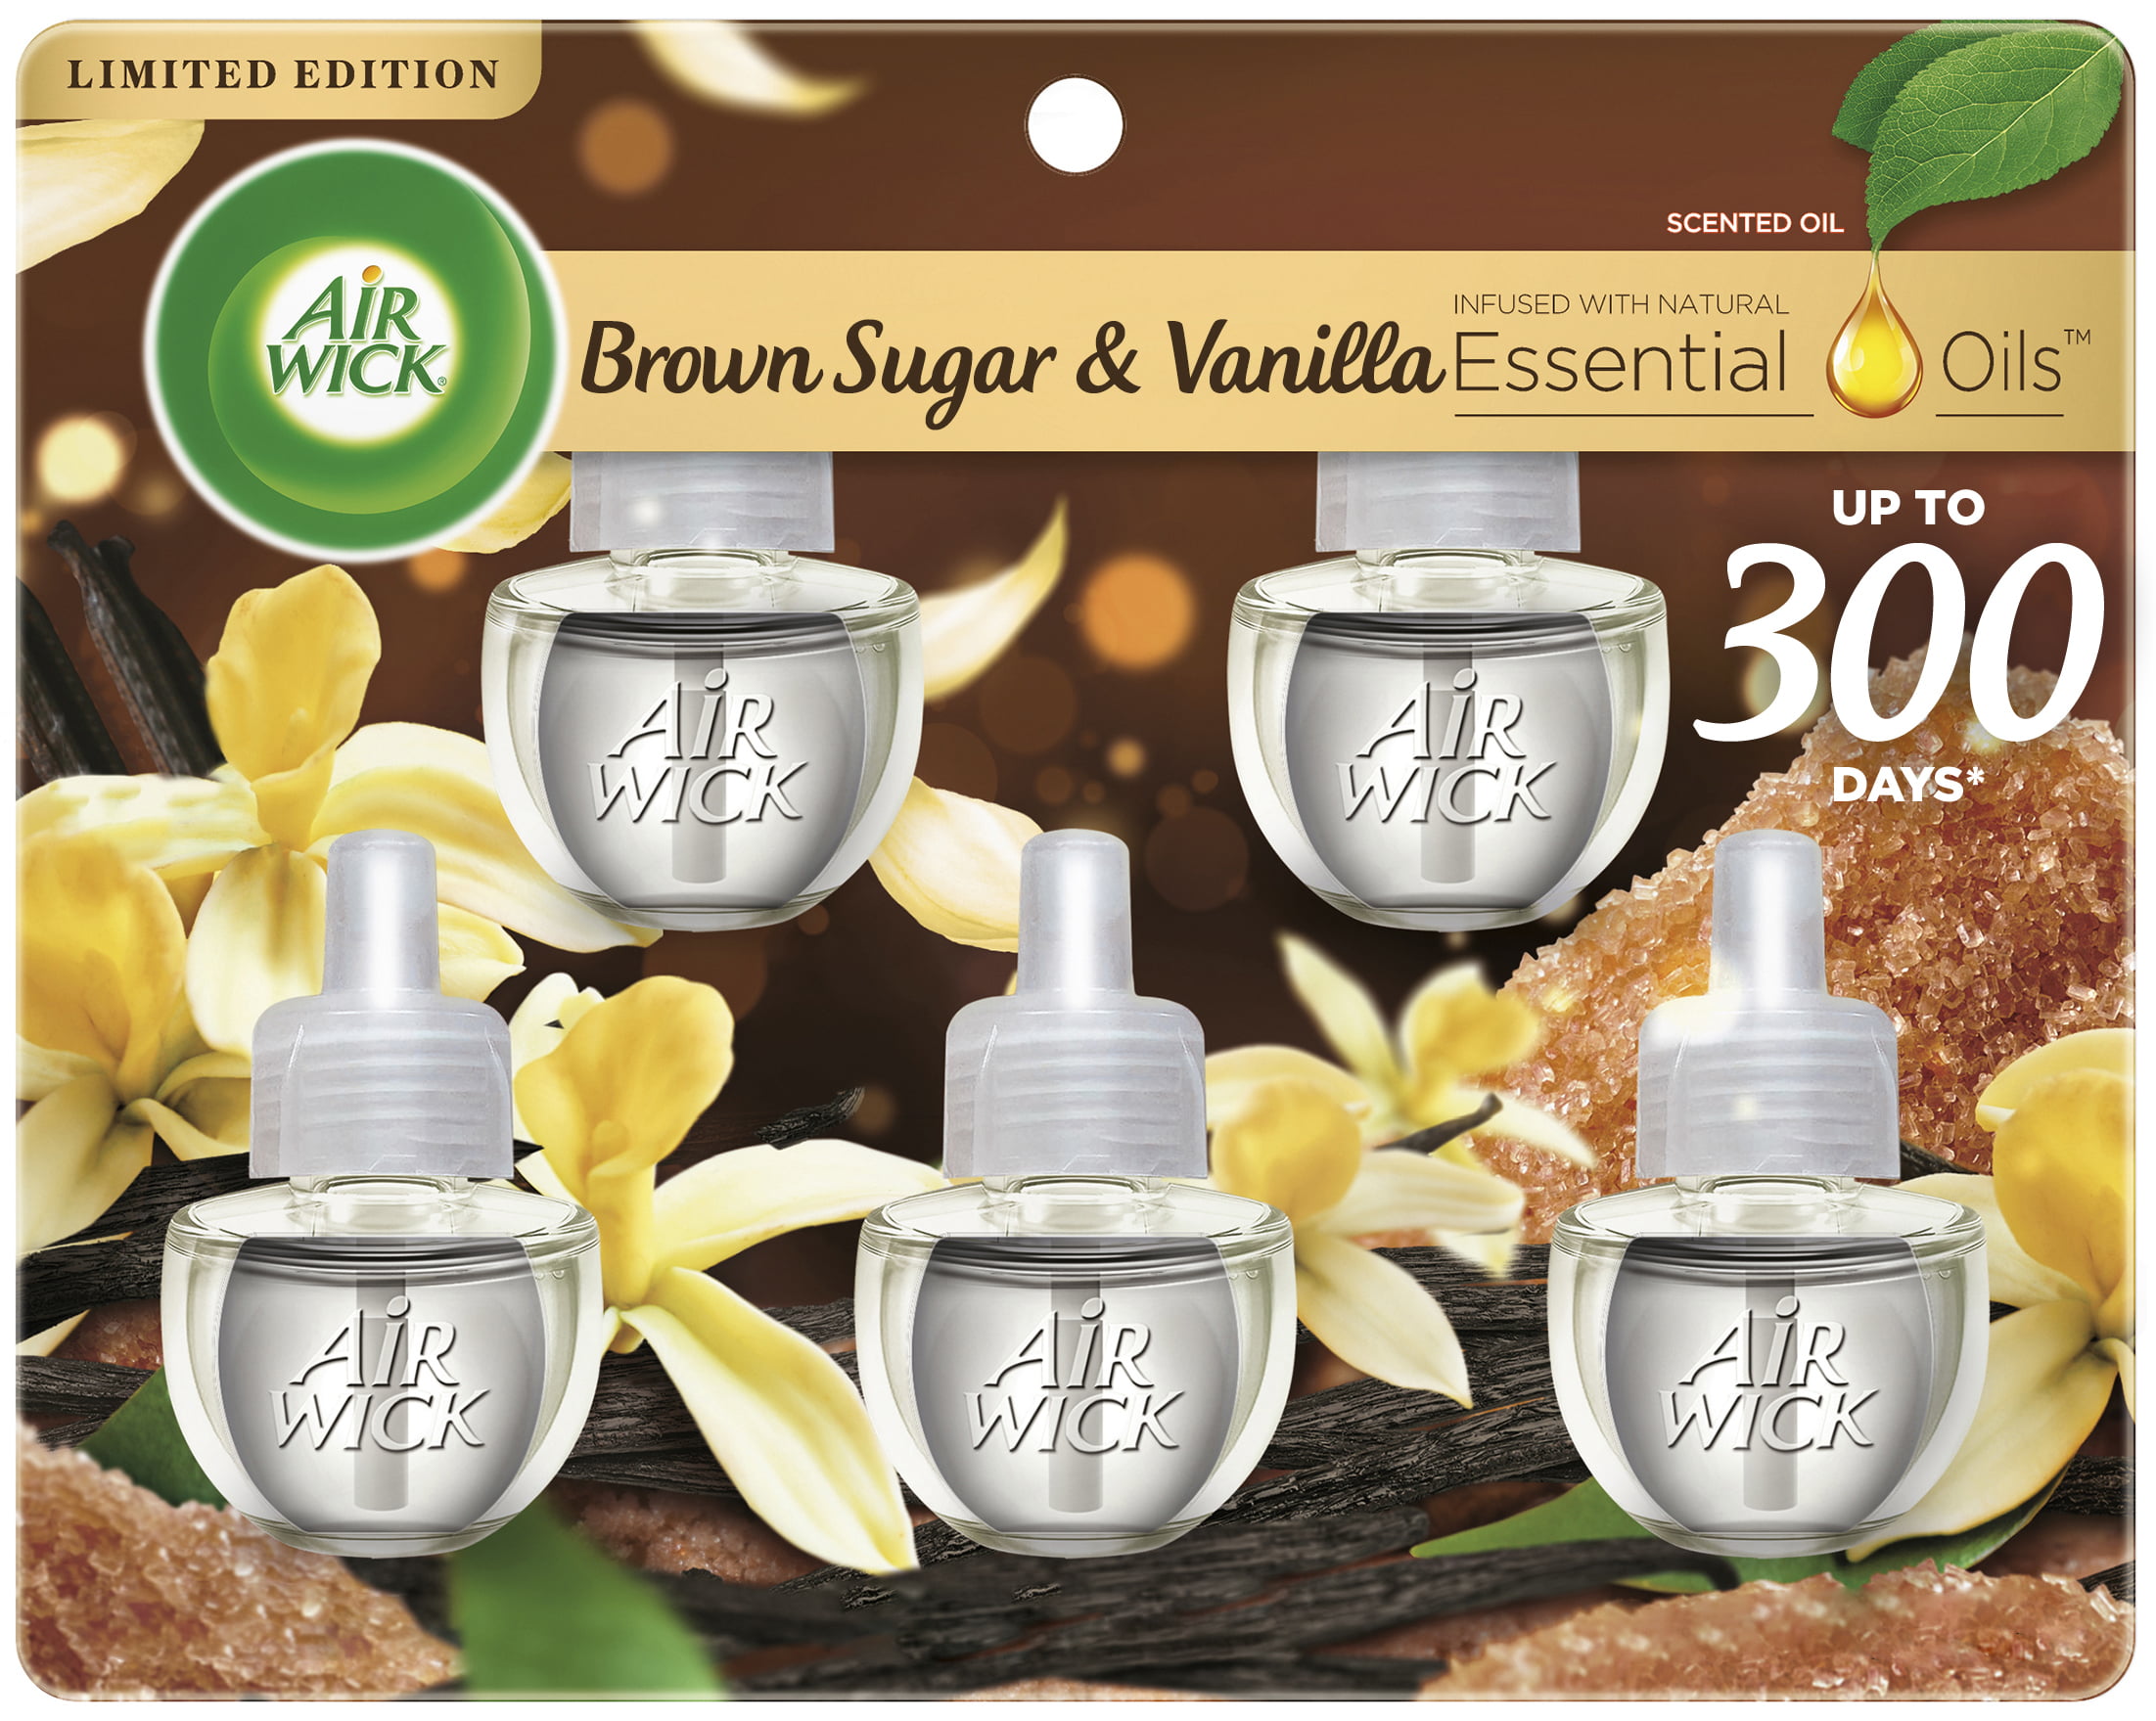 LIMITED EDITION
AIR
WICK®
SCENTED OIL
Brown Sugar & Vanilla
INFUSED WITH NATURAL
Essential Oils™
UP TO
300
DAYS*
AIR
WICK
AIR
WICK
AIR
WICK
AIR
WICK
AIR
WICK